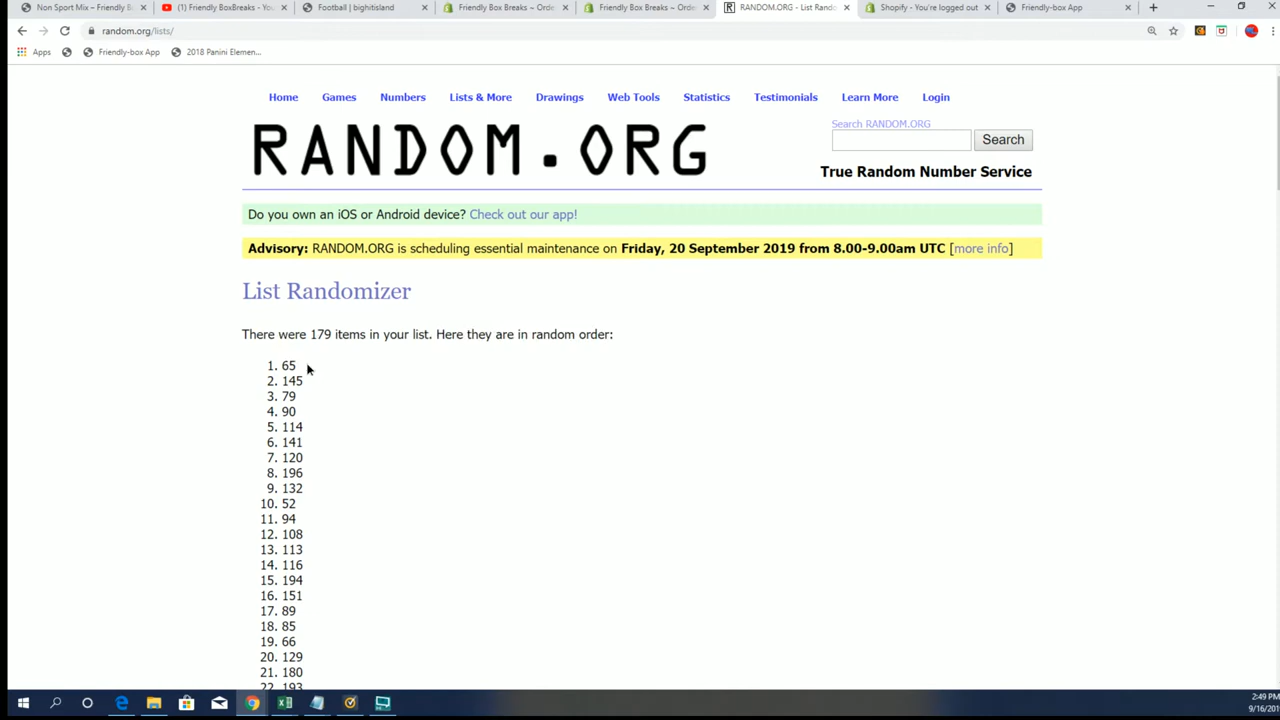 Non Sport Mix – Friendly B
(1) Friendly BoxBreaks - You
Football | bighitisland
Friendly Box Breaks ~ Orde
Friendly Box Breaks ~ Orde
RANDOM.ORG - List Rando
Shopify - You're logged out
Friendly-box App
random.org/lists/
Apps
Friendly-box App
2018 Panini Elemen...
Home
Games
Numbers
Lists & More
Drawings
Web Tools
Statistics
Testimonials
Learn More
Login
RANDOM.ORG
Search RANDOM.ORG
Search
True Random Number Service
Do you own an iOS or Android device? Check out our app!
Advisory: RANDOM.ORG is scheduling essential maintenance on Friday, 20 September 2019 from 8.00-9.00am UTC [more info]
List Randomizer
There were 179 items in your list. Here they are in random order:
1. 65
2. 145
3. 79
4. 90
5. 114
6. 141
7. 120
8. 196
9. 132
10. 52
11. 94
12. 108
13. 113
14. 116
15. 194
16. 151
17. 89
18. 85
19. 66
20. 129
21. 180
22. 193
2:49 PM
9/16/201